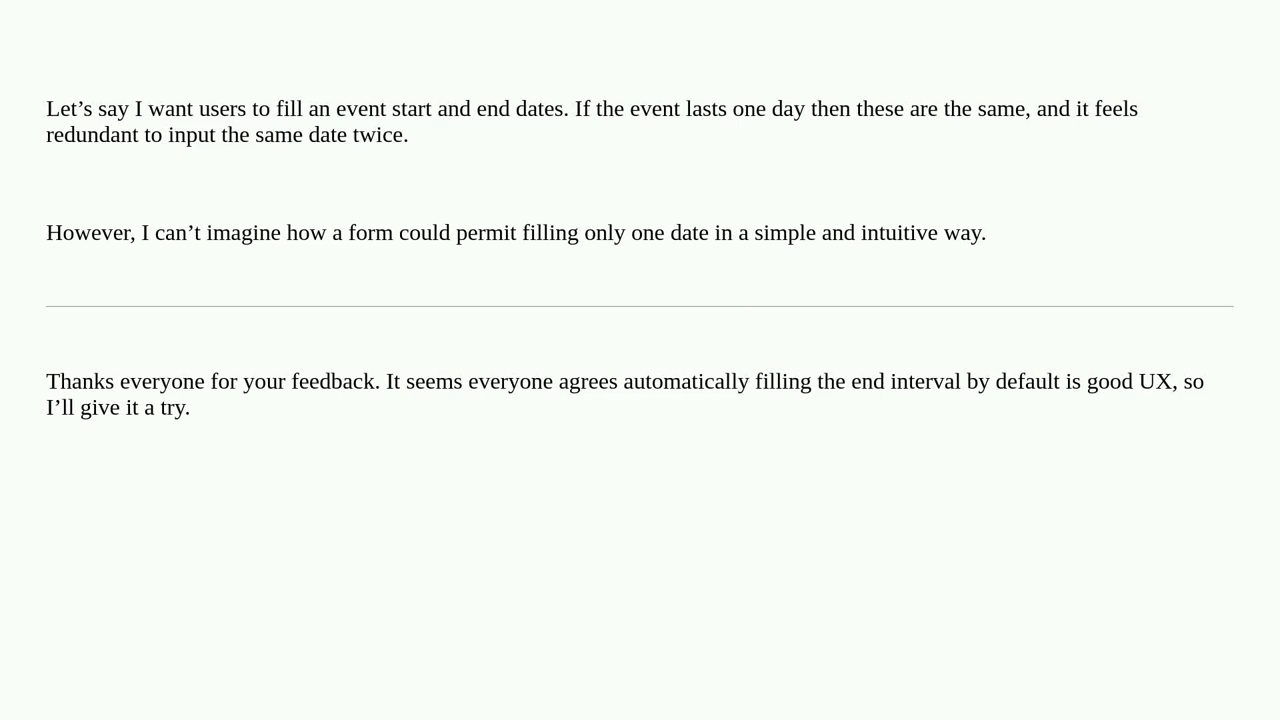 Let’s say I want users to fill an event start and end dates. If the event lasts one day then these are the same, and it feels
redundant to input the same date twice.
However, I can’t imagine how a form could permit filling only one date in a simple and intuitive way.
Thanks everyone for your feedback. It seems everyone agrees automatically filling the end interval by default is good UX, so
I’ll give it a try.